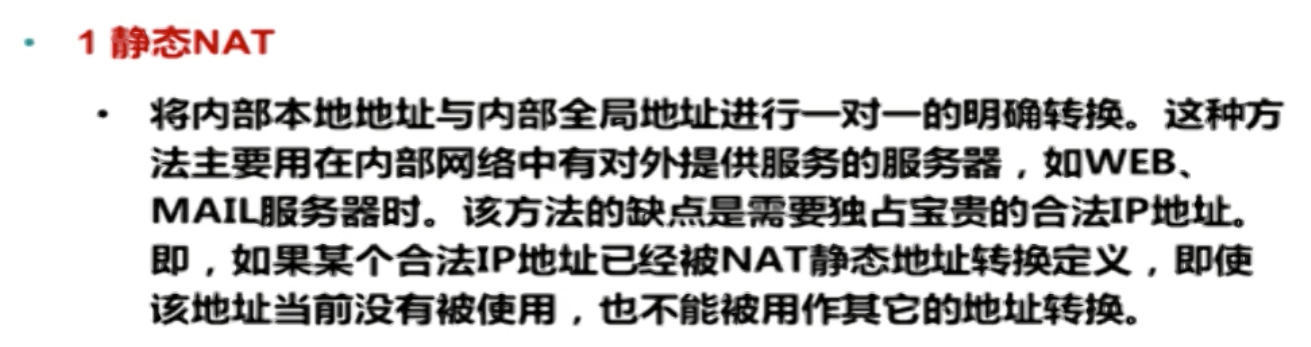 • 1 静态NAT
• 将内部本地地址与内部全局地址进行一对一的明确转换。这种方
法主要用在内部网络中有对外提供服务的服务器，如WEB、
MAIL服务器时。该方法的缺点是需要独占宝贵的合法IP地址。
即，如果某个合法IP地址已经被NAT静态地址转换定义，即使
该地址当前没有被使用，也不能被用作其它的地址转换。